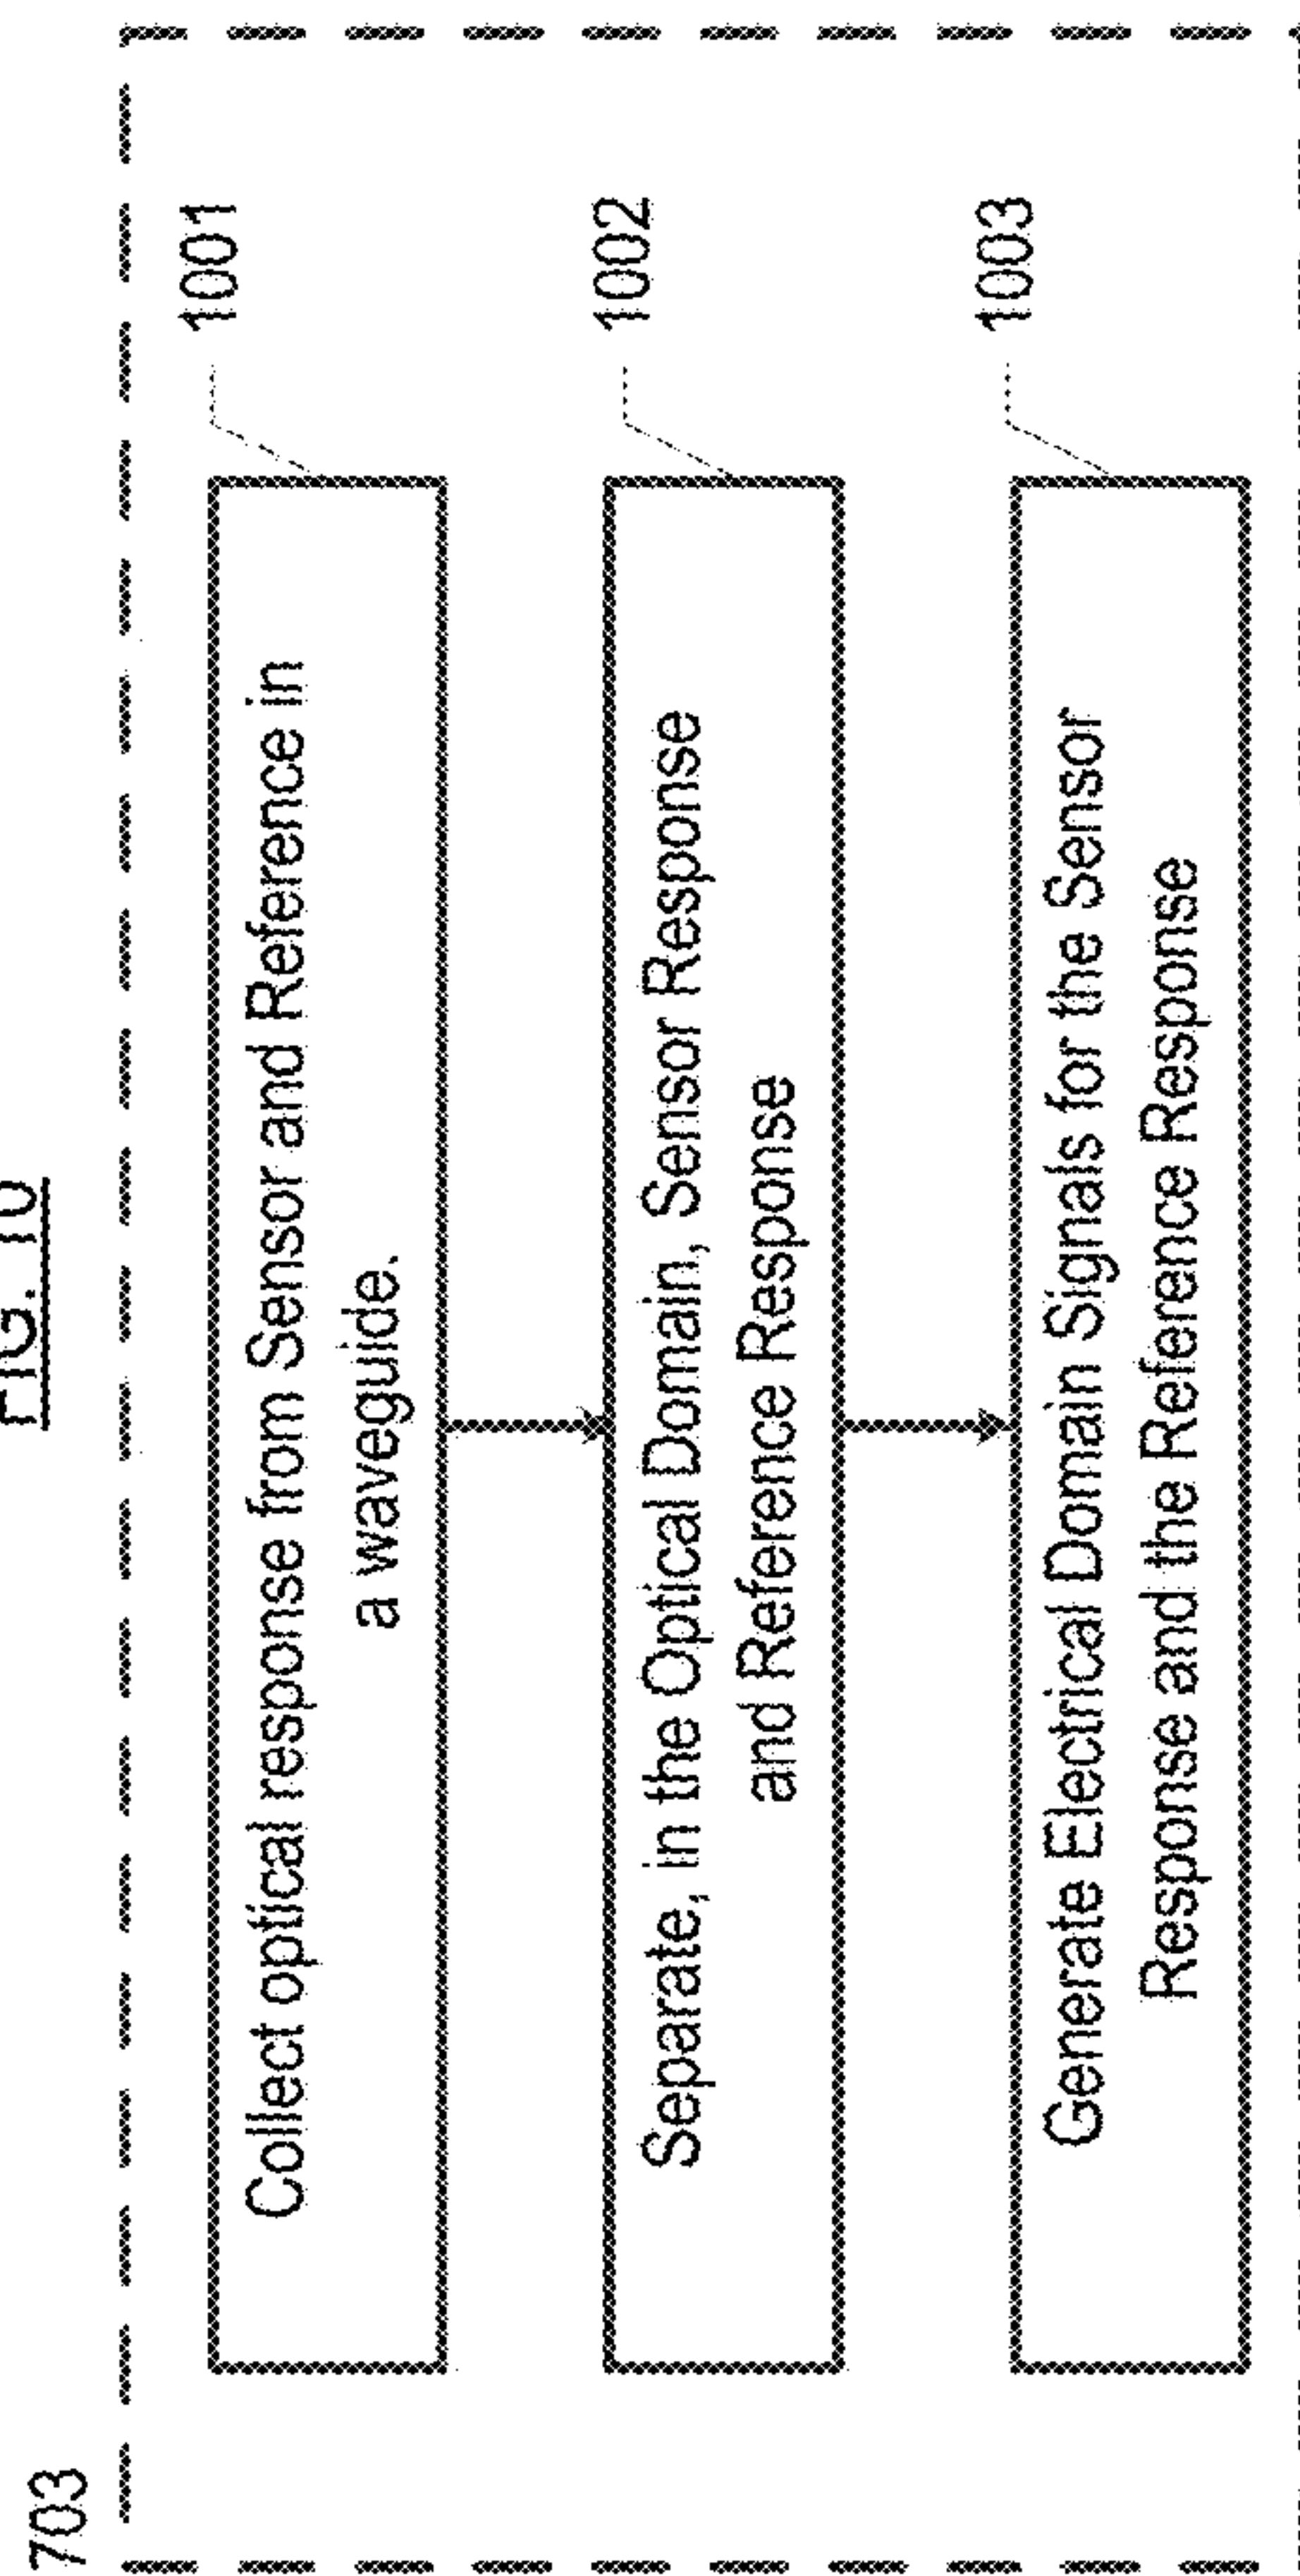 FIG. 10
703
1001
Collect optical response from Sensor and Reference in
a waveguide.
1002
Separate, in the Optical Domain, Sensor Response
and Reference Response
1003
Generate Electrical Domain Signals for the Sensor
Response and the Reference Response